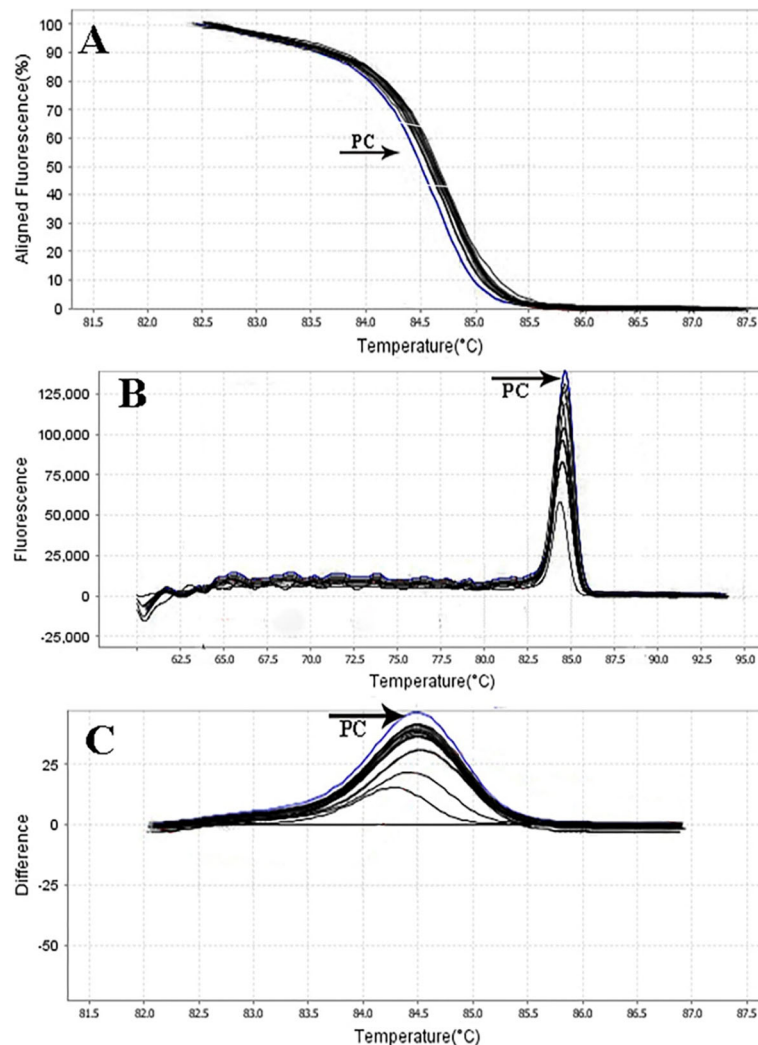 A
Aligned Fluorescence(%)
100
90
80
70
60
50
40
30
20
10
0
PC
81.5 82.0 82.5 83.0 83.5 84.0 84.5 85.0 85.5 86.0 86.5 87.0 87.5
Temperature(°C)
B
Fluorescence
125,000
100,000
75,000
50,000
25,000
0
-25,000
PC
62.5 65.0 67.5 70.0 72.5 75.0 77.5 80.0 82.5 85.0 87.5 90.0 92.5 95.0
Temperature(°C)
C
Difference
25
0
-25
-50
PC
81.5 82.0 82.5 83.0 83.5 84.0 84.5 85.0 85.5 86.0 86.5 87.0 87.5
Temperature(°C)